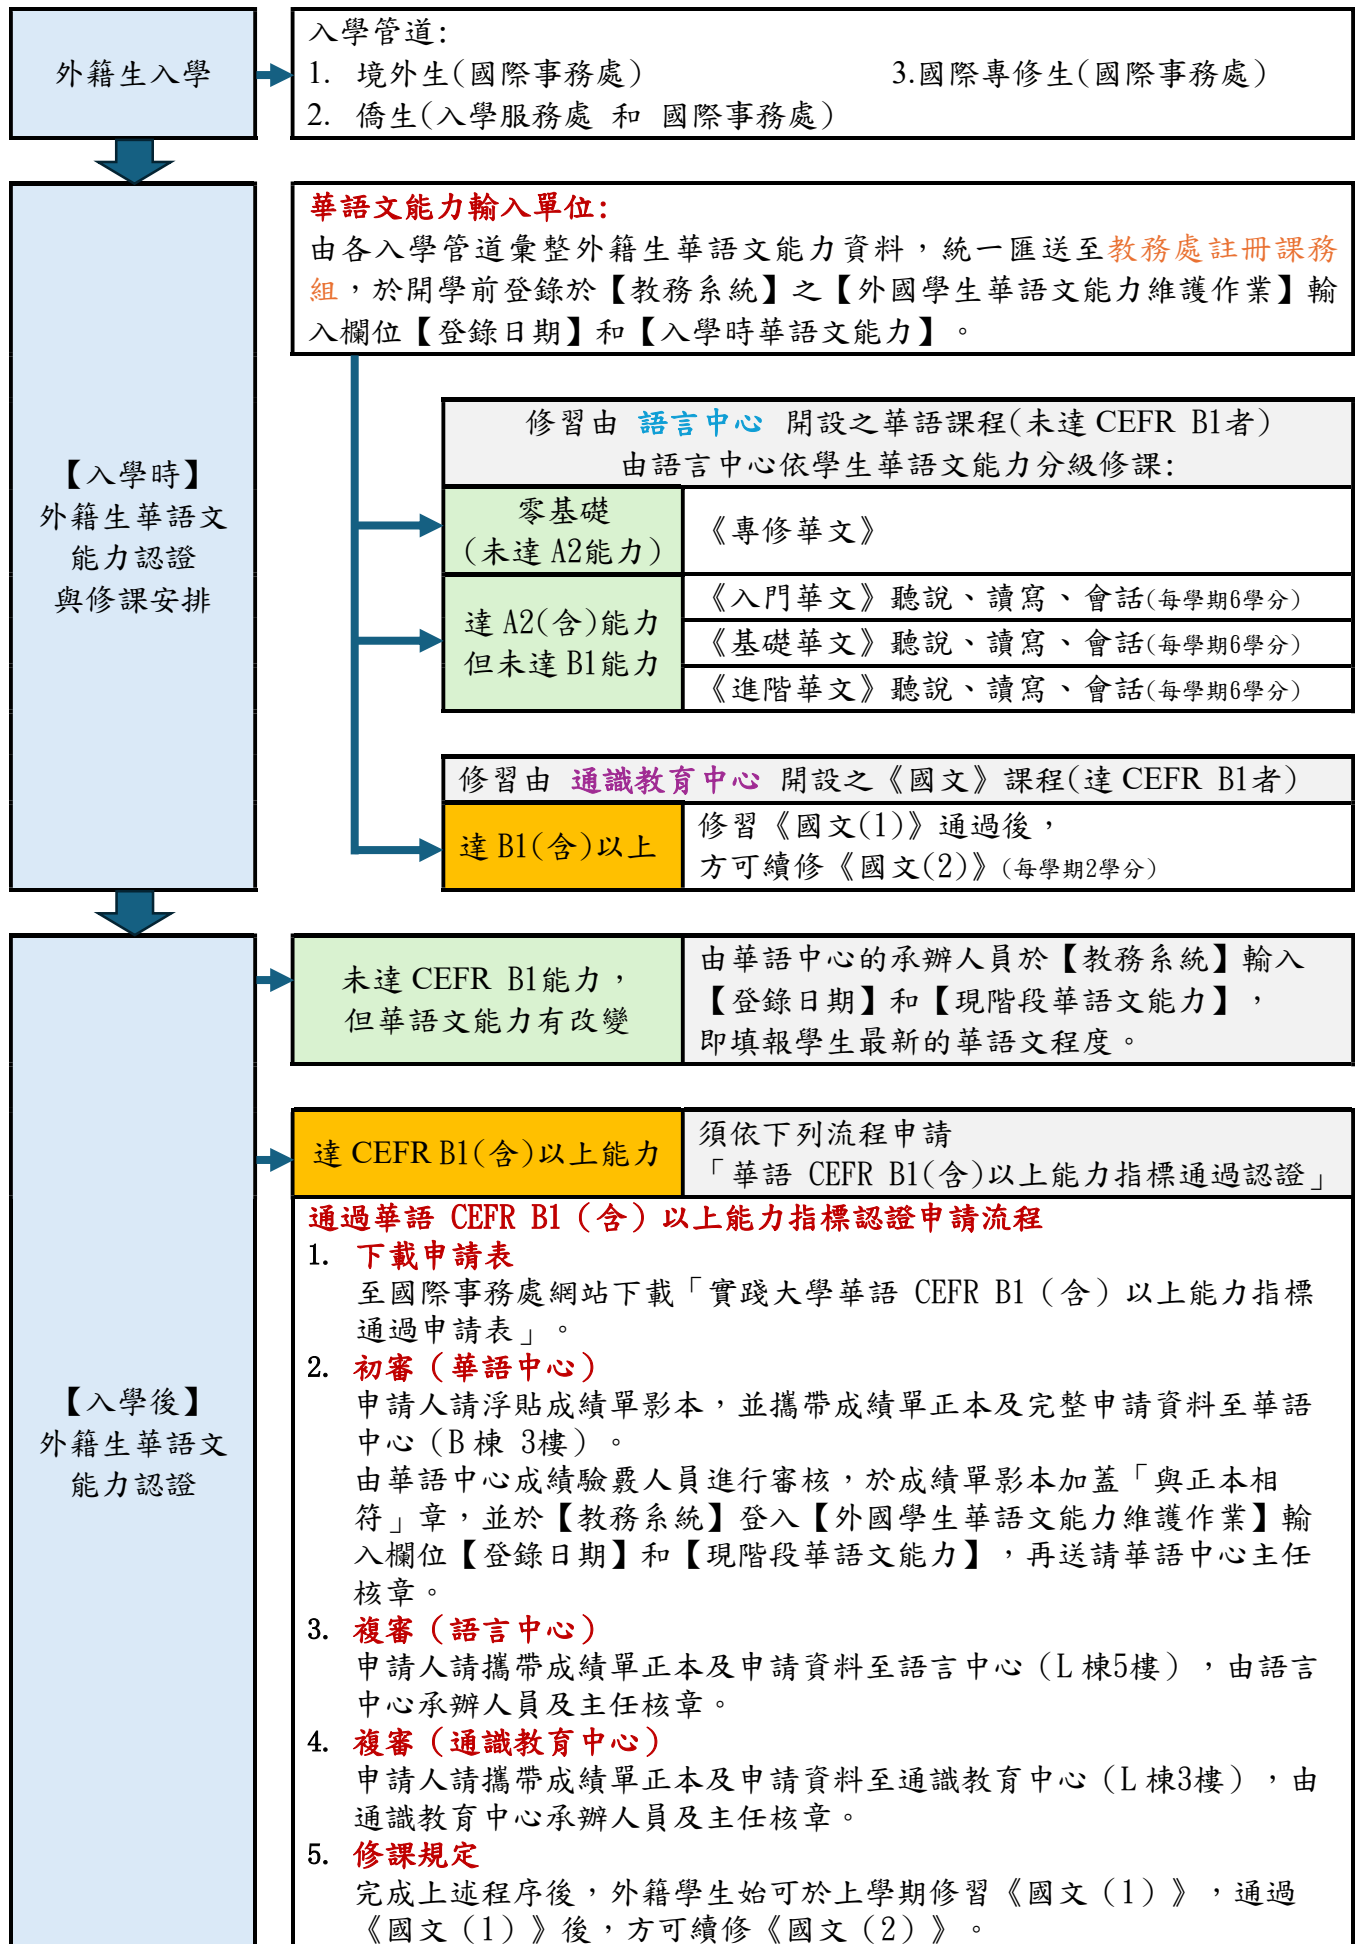 外籍生入學
入學管道:
1. 境外生(國際事務處)
3.國際專修生(國際事務處)
2. 僑生(入學服務處 和 國際事務處)
【入學時】
外籍生華語文
能力認證
與修課安排
華語文能力輸入單位:
由各入學管道彙整外籍生華語文能力資料，統一匯送至教務處註冊課務
組，於開學前登錄於【教務系統】之【外國學生華語文能力維護作業】輸
入欄位【登錄日期】和【入學時華語文能力】。
修習由 語言中心 開設之華語課程(未達 CEFR B1者)
由語言中心依學生華語文能力分級修課:
零基礎
(未達 A2能力)
《專修華文》
達 A2(含)能力
但未達 B1能力
《入門華文》聽說、讀寫、會話(每學期6學分)
《基礎華文》聽說、讀寫、會話(每學期6學分)
《進階華文》聽說、讀寫、會話(每學期6學分)
修習由 通識教育中心 開設之《國文》課程(達 CEFR B1者)
達 B1(含)以上
修習《國文(1)》通過後，
方可續修《國文(2)》(每學期2學分)
【入學後】
外籍生華語文
能力認證
未達 CEFR B1能力，
但華語文能力有改變
由華語中心的承辦人員於【教務系統】輸入
【登錄日期】和【現階段華語文能力】，
即填報學生最新的華語文程度。
達 CEFR B1(含)以上能力
須依下列流程申請
「華語 CEFR B1(含)以上能力指標通過認證」
通過華語 CEFR B1（含）以上能力指標認證申請流程
1. 下載申請表
至國際事務處網站下載「實踐大學華語 CEFR B1（含）以上能力指標
通過申請表」。
2. 初審（華語中心）
申請人請浮貼成績單影本，並攜帶成績單正本及完整申請資料至華語
中心（B 棟 3樓）。
由華語中心成績驗覈人員進行審核，於成績單影本加蓋「與正本相
符」章，並於【教務系統】登入【外國學生華語文能力維護作業】輸
入欄位【登錄日期】和【現階段華語文能力】，再送請華語中心主任
核章。
3. 複審（語言中心）
申請人請攜帶成績單正本及申請資料至語言中心（L 棟5樓），由語言
中心承辦人員及主任核章。
4. 複審（通識教育中心）
申請人請攜帶成績單正本及申請資料至通識教育中心（L 棟3樓），由
通識教育中心承辦人員及主任核章。
5. 修課規定
完成上述程序後，外籍學生始可於上學期修習《國文（1）》，通過
《國文（1）》後，方可續修《國文（2）》。